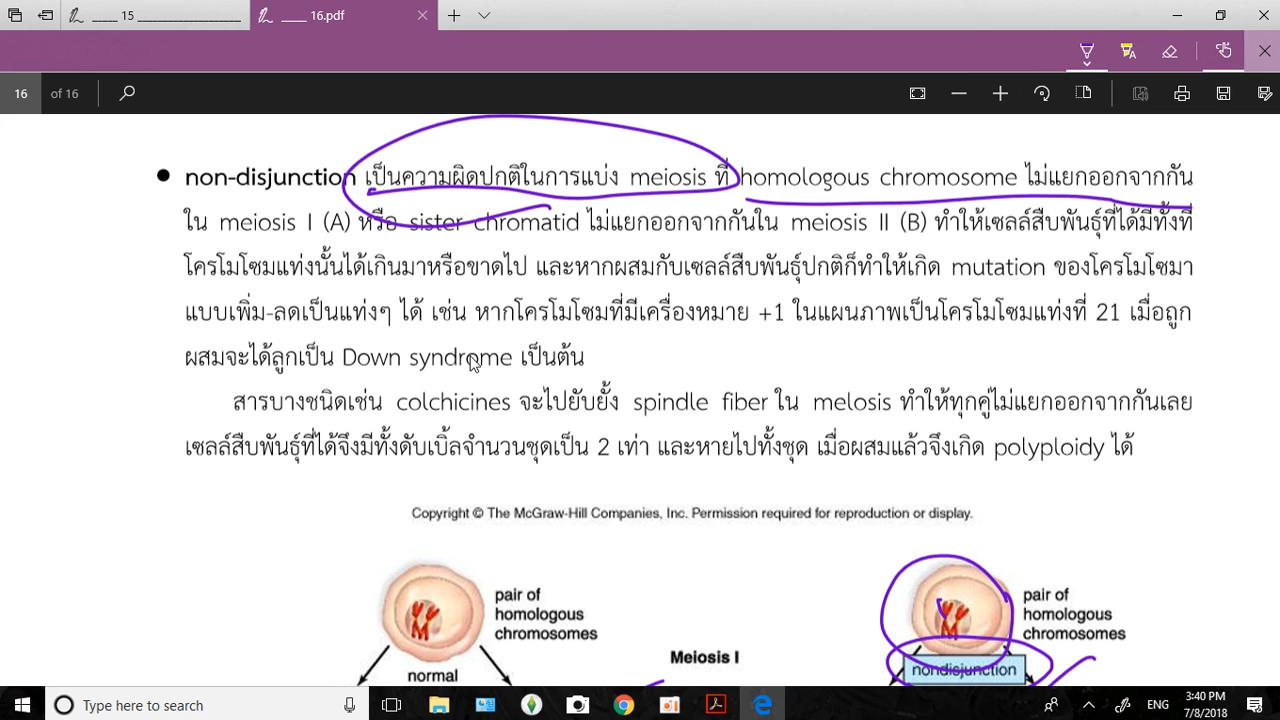 ____ 15 ____________________
____ 16.pdf
16 of 16
non-disjunction เป็นความผิดปกติในการแบ่ง meiosis ที่ homologous chromosome ไม่แยกออกจากกัน
ใน meiosis I (A) หรือ sister chromatid ไม่แยกออกจากกันใน meiosis II (B) ทำให้เซลล์สืบพันธุ์ที่ได้มีทั้งที่
โครโมโซมแท่งนั้นได้เกินมาหรือขาดไป และหากผสมกับเซลล์สืบพันธุ์ปกติก็ทำให้เกิด mutation ของโครโมโซมา
แบบเพิ่ม-ลดเป็นแท่งๆ ได้ เช่น หากโครโมโซมที่มีเครื่องหมาย +1 ในแผนภาพเป็นโครโมโซมแท่งที่ 21 เมื่อถูก
ผสมจะได้ลูกเป็น Down syndrome เป็นต้น
สารบางชนิดเช่น colchicines จะไปยับยั้ง spindle fiber ใน melosis ทำให้ทุกคู่ไม่แยกออกจากกันเลย
เซลล์สืบพันธุ์ที่ได้จึงมีทั้งดับเบิ้ลจำนวนชุดเป็น 2 เท่า และหายไปทั้งชุด เมื่อผสมแล้วจึงเกิด polyploidy ได้
Copyright © The McGraw-Hill Companies, Inc. Permission required for reproduction or display.
pair of
homologous
chromosomes
normal
Meiosis I
pair of
homologous
chromosomes
nondisjunction
Type here to search
ENG
3:40 PM
7/8/2018